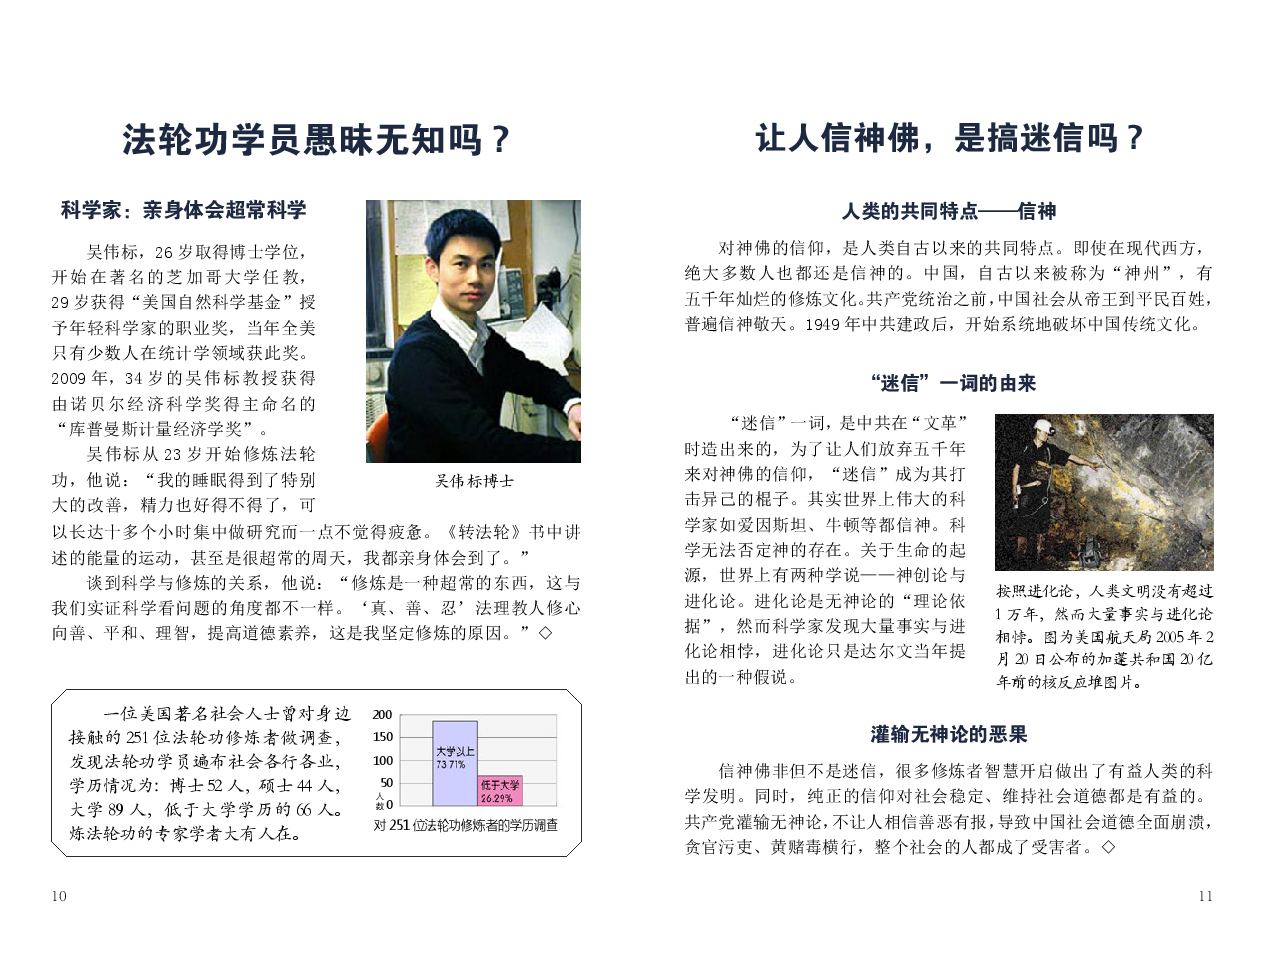 法轮功学员愚昧无知吗？
科学家：亲身体会超常科学
吴伟标，26 岁取得博士学位，
开始在著名的芝加哥大学任教，
29 岁获得“美国自然科学基金”授
予年轻科学家的职业奖，当年全美
只有少数人在统计学领域获此奖。
2009 年，34 岁的吴伟标教授获得
由诺贝尔经济科学奖得主命名的
“库普曼斯计量经济学奖”。
吴伟标从 23 岁开始修炼法轮
功，他说：“我的睡眠得到了特别
大的改善，精力也好得不得了，可
以长达十多个小时集中做研究而一点不觉得疲惫。《转法轮》书中讲
述的能量的运动，甚至是很超常的周天，我都亲身体会到了。”
谈到科学与修炼的关系，他说：“修炼是一种超常的东西，这与
我们实证科学看问题的角度都不一样。‘真、善、忍’法理教人修心
向善、平和、理智，提高道德素养，这是我坚定修炼的原因。”◇
吴伟标博士
一位美国著名社会人士曾对身边
接触的 251 位法轮功修炼者做调查，
发现法轮功学员遍布社会各行各业，
学历情况为：博士 52 人，硕士 44 人，
大学 89 人，低于大学学历的 66 人。
炼法轮功的专家学者大有人在。
200
150
100
50
人数 0
大学以上
73.71%
低于大学
26.29%
对 251 位法轮功修炼者的学历调查
10
让人信神佛，是搞迷信吗？
人类的共同特点——信神
对神佛的信仰，是人类自古以来的共同特点。即使在现代西方，
绝大多数人也都还是信神的。中国，自古以来被称为“神州”，有
五千年灿烂的修炼文化。共产党统治之前，中国社会从帝王到平民百姓，
普遍信神敬天。1949 年中共建政后，开始系统地破坏中国传统文化。
“迷信”一词的由来
“迷信”一词，是中共在“文革”
时造出来的，为了让人们放弃五千年
来对神佛的信仰，“迷信”成为其打
击异己的棍子。其实世界上伟大的科
学家如爱因斯坦、牛顿等都信神。科
学无法否定神的存在。关于生命的起
源，世界上有两种学说——神创论与
进化论。进化论是无神论的“理论依
据”，然而科学家发现大量事实与进
化论相悖，进化论只是达尔文当年提
出的一种假说。
按照进化论，人类文明没有超过
1 万年，然而大量事实与进化论
相悖。图为美国航天局 2005 年 2
月 20 日公布的加蓬共和国 20 亿
年前的核反应堆图片。
灌输无神论的恶果
信神佛非但不是迷信，很多修炼者智慧开启做出了有益人类的科
学发明。同时，纯正的信仰对社会稳定、维持社会道德都是有益的。
共产党灌输无神论，不让人相信善恶有报，导致中国社会道德全面崩溃，
贪官污吏、黄赌毒横行，整个社会的人都成了受害者。◇
11